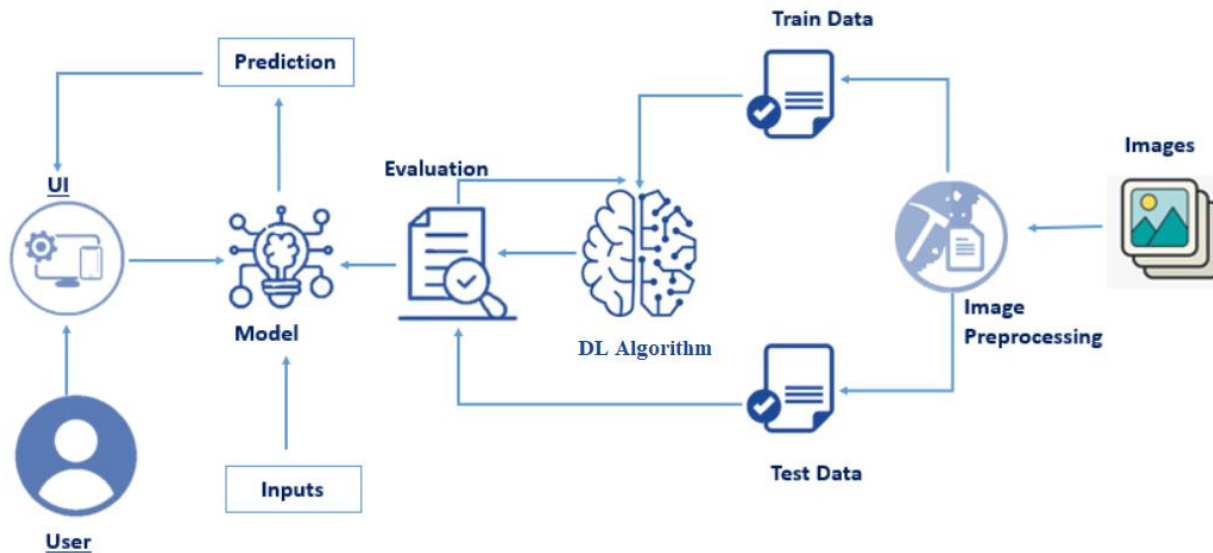 Train Data
Prediction
Images
Evaluation
UI
Image
Preprocessing
Model
DL Algorithm
Test Data
Inputs
User